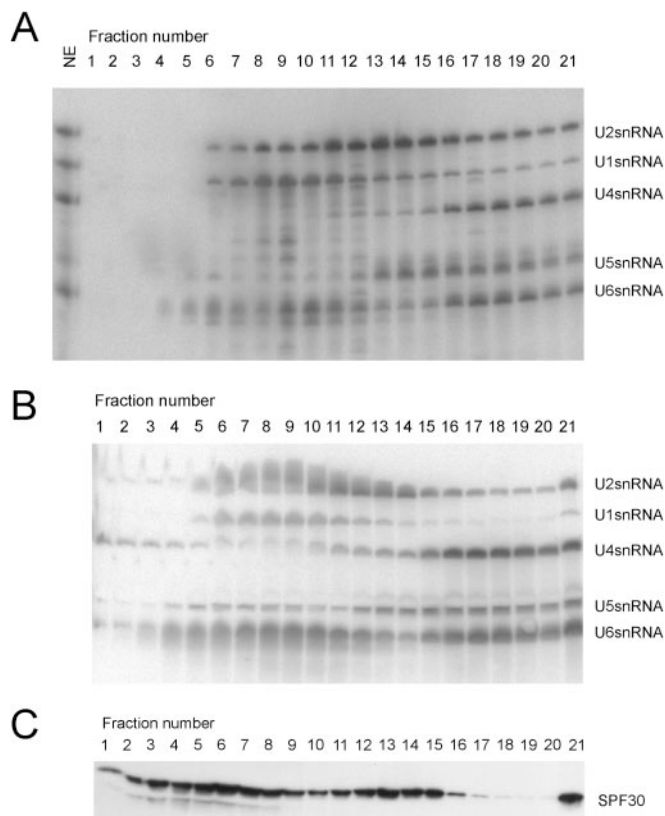 A
Fraction number
NE 1 2 3 4 5 6 7 8 9 10 11 12 13 14 15 16 17 18 19 20 21
U2snRNA
U1snRNA
U4snRNA
U5snRNA
U6snRNA
B
Fraction number
1 2 3 4 5 6 7 8 9 10 11 12 13 14 15 16 17 18 19 20 21
U2snRNA
U1snRNA
U4snRNA
U5snRNA
U6snRNA
C
Fraction number
1 2 3 4 5 6 7 8 9 10 11 12 13 14 15 16 17 18 19 20 21
SPF30